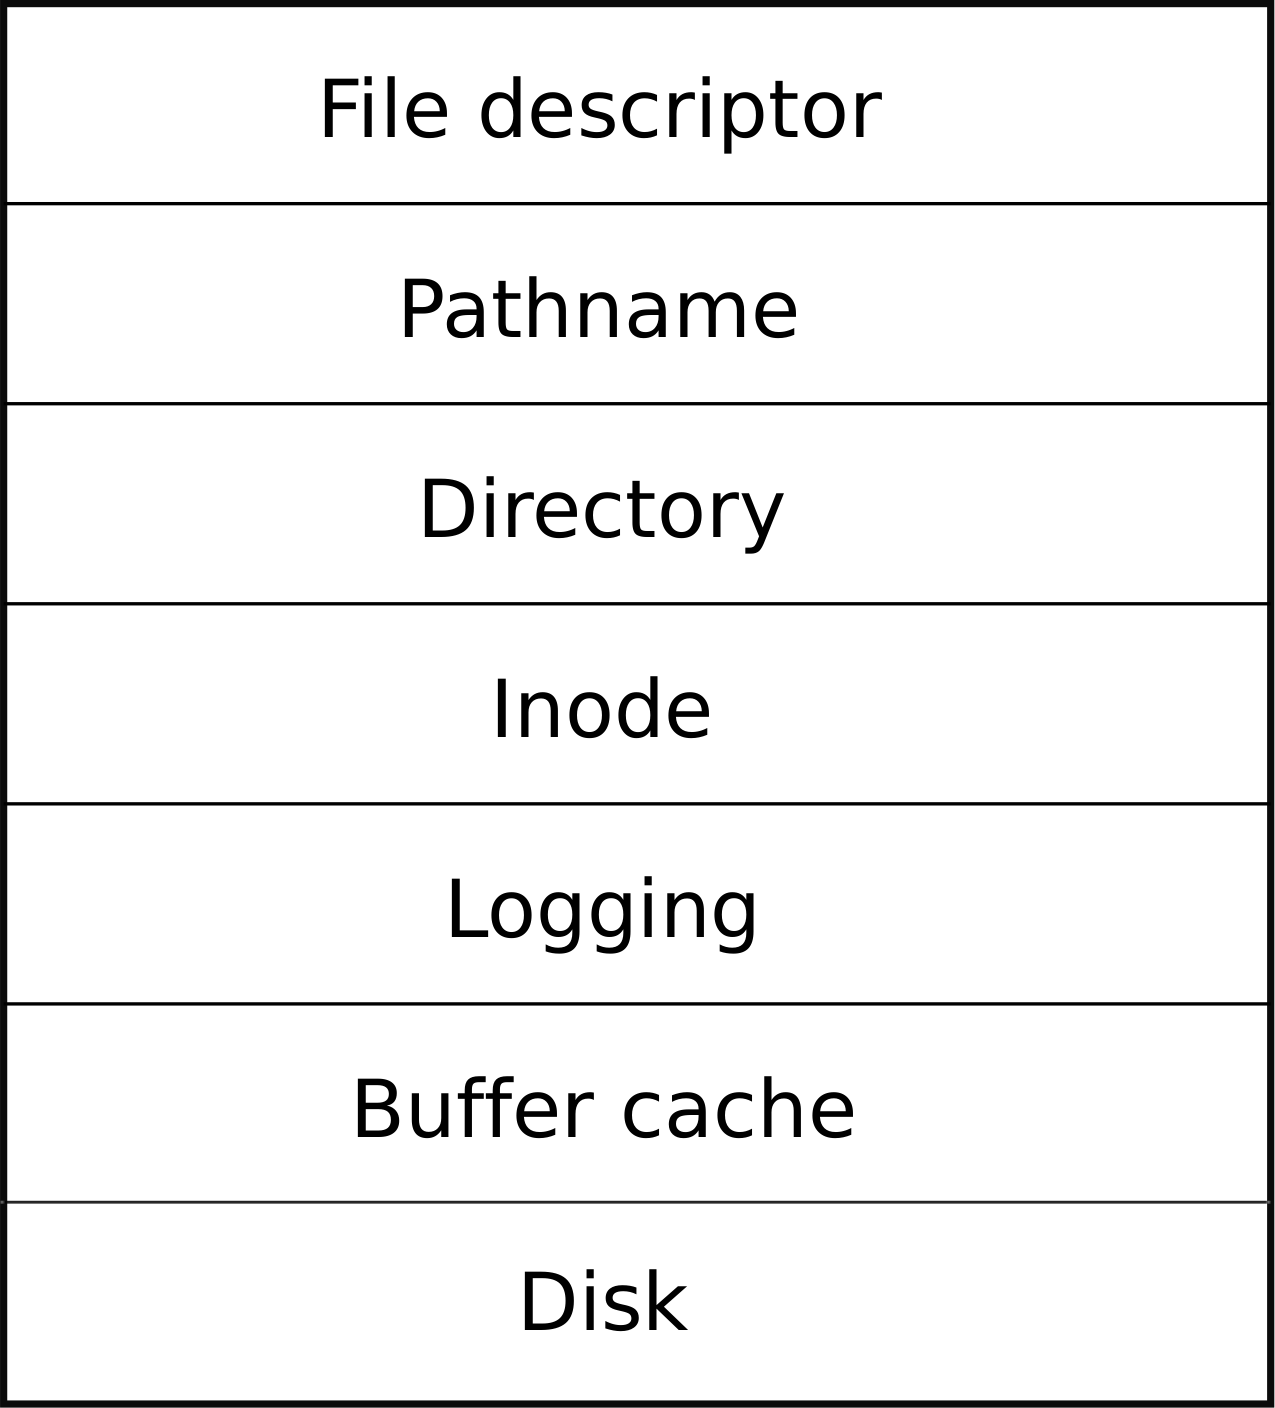 File descriptor
Pathname
Directory
Inode
Logging
Buffer cache
Disk